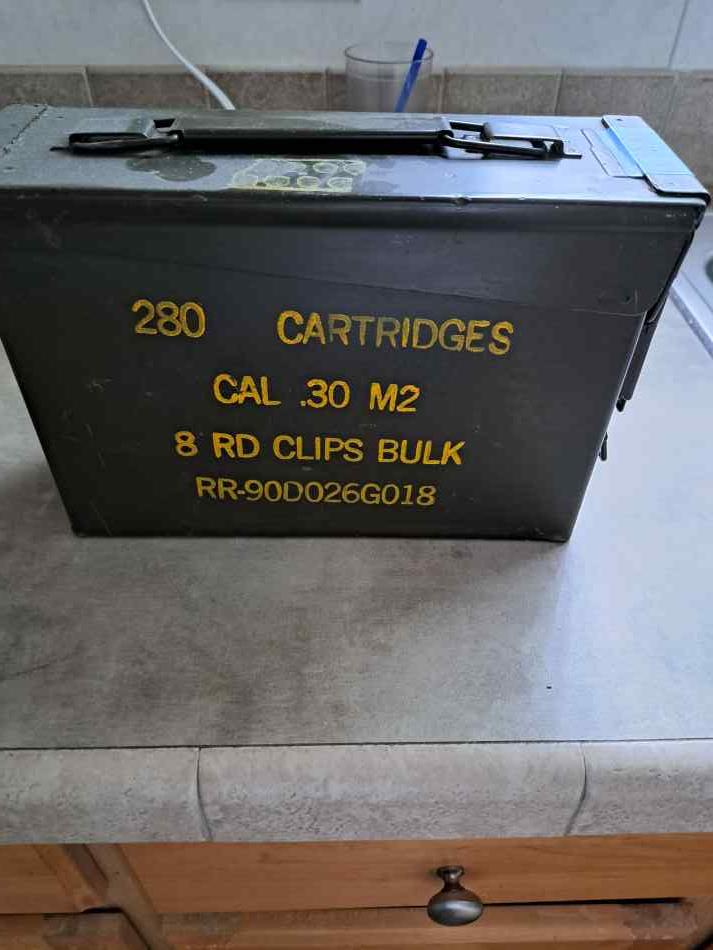 280 CARTRIDGES
CAL .30 M2
8 RD CLIPS BULK
RR-90D026G018